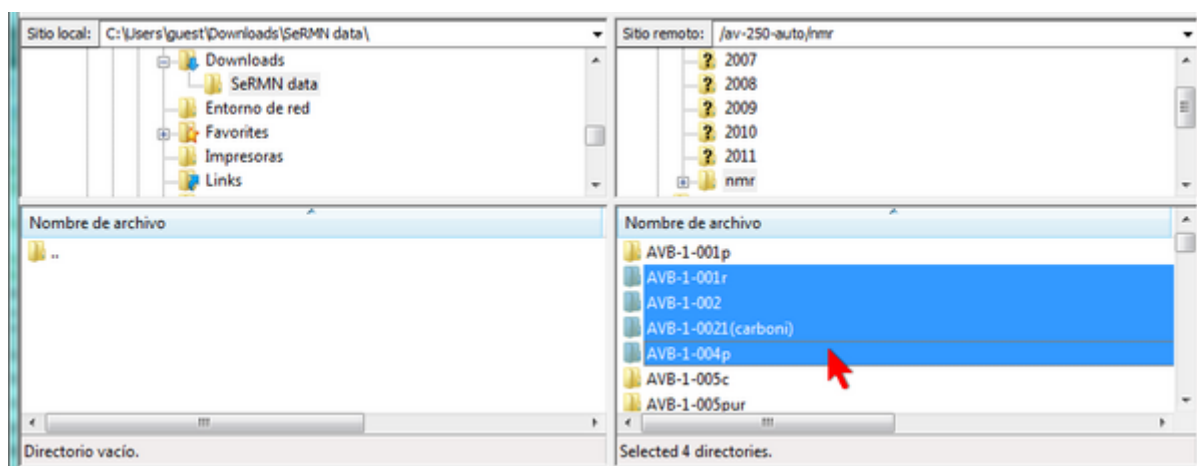 Sitio local: C:\Users\guest\Downloads\SeRMN data\
Downloads
SeRMN data
Entorno de red
Favorites
Impresoras
Links
Nombre de archivo
..
Directorio vacío.
Sitio remoto: /av-250-auto/nmr
? 2007
? 2008
? 2009
? 2010
? 2011
nmr
Nombre de archivo
AVB-1-001p
AVB-1-001r
AVB-1-002
AVB-1-0021(carboni)
AVB-1-004p
AVB-1-005c
AVB-1-005pur
Selected 4 directories.